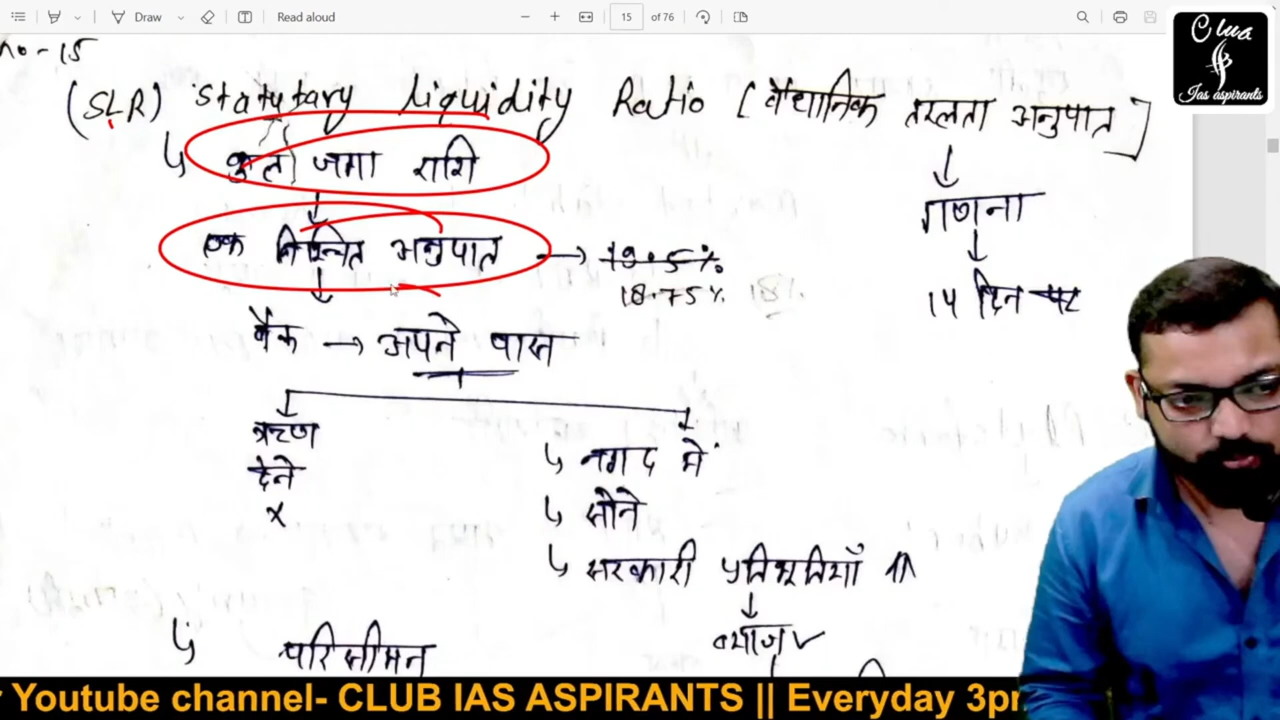 Draw
Read aloud
15 of 76
no-15
(SLR) Statutary liquidity Ratio [वैधानिक तरलता अनुपात]
कुल जमा राशि
गणना
एक निश्चित अनुपात → 19.5%
18.75% 18%
14 दिन पर
बैंक → अपने पास
ऋण
देने
x
नगद में
सोने
सरकारी प्रतिभूतियाँ
ब्याज ✓
परिसीमन
Club
Ias aspirants
Youtube channel- CLUB IAS ASPIRANTS || Everyday 3pm